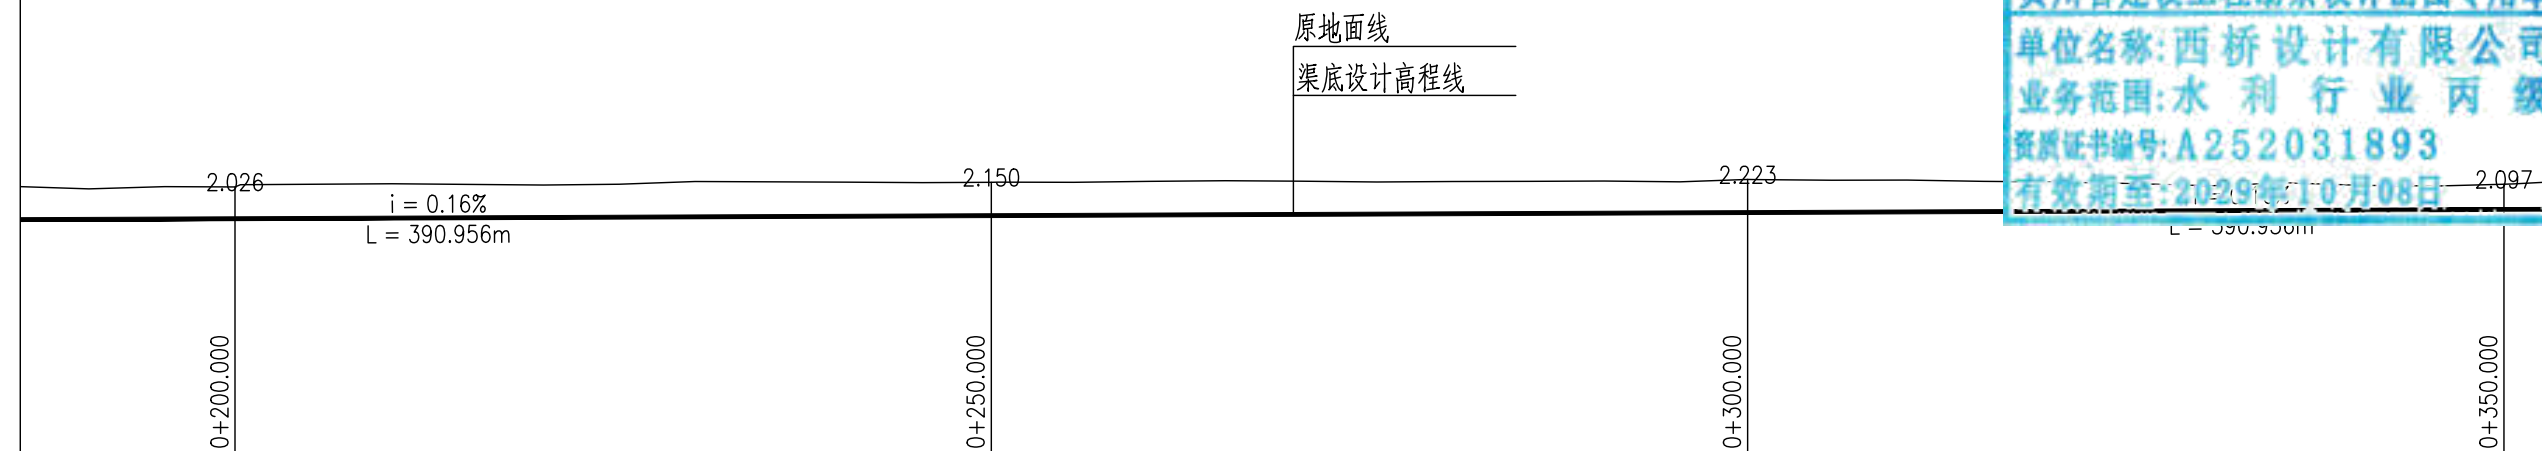 原地面线
渠底设计高程线
单位名称:西桥设计有限公司
业务范围:水利行业丙级
资质证书编号:A252031893
有效期至:2029年10月08日
2.026
2.150
2.223
2.097
i = 0.16%
L = 390.956m
L = 390.956m
0+200.000
0+250.000
0+300.000
0+350.000